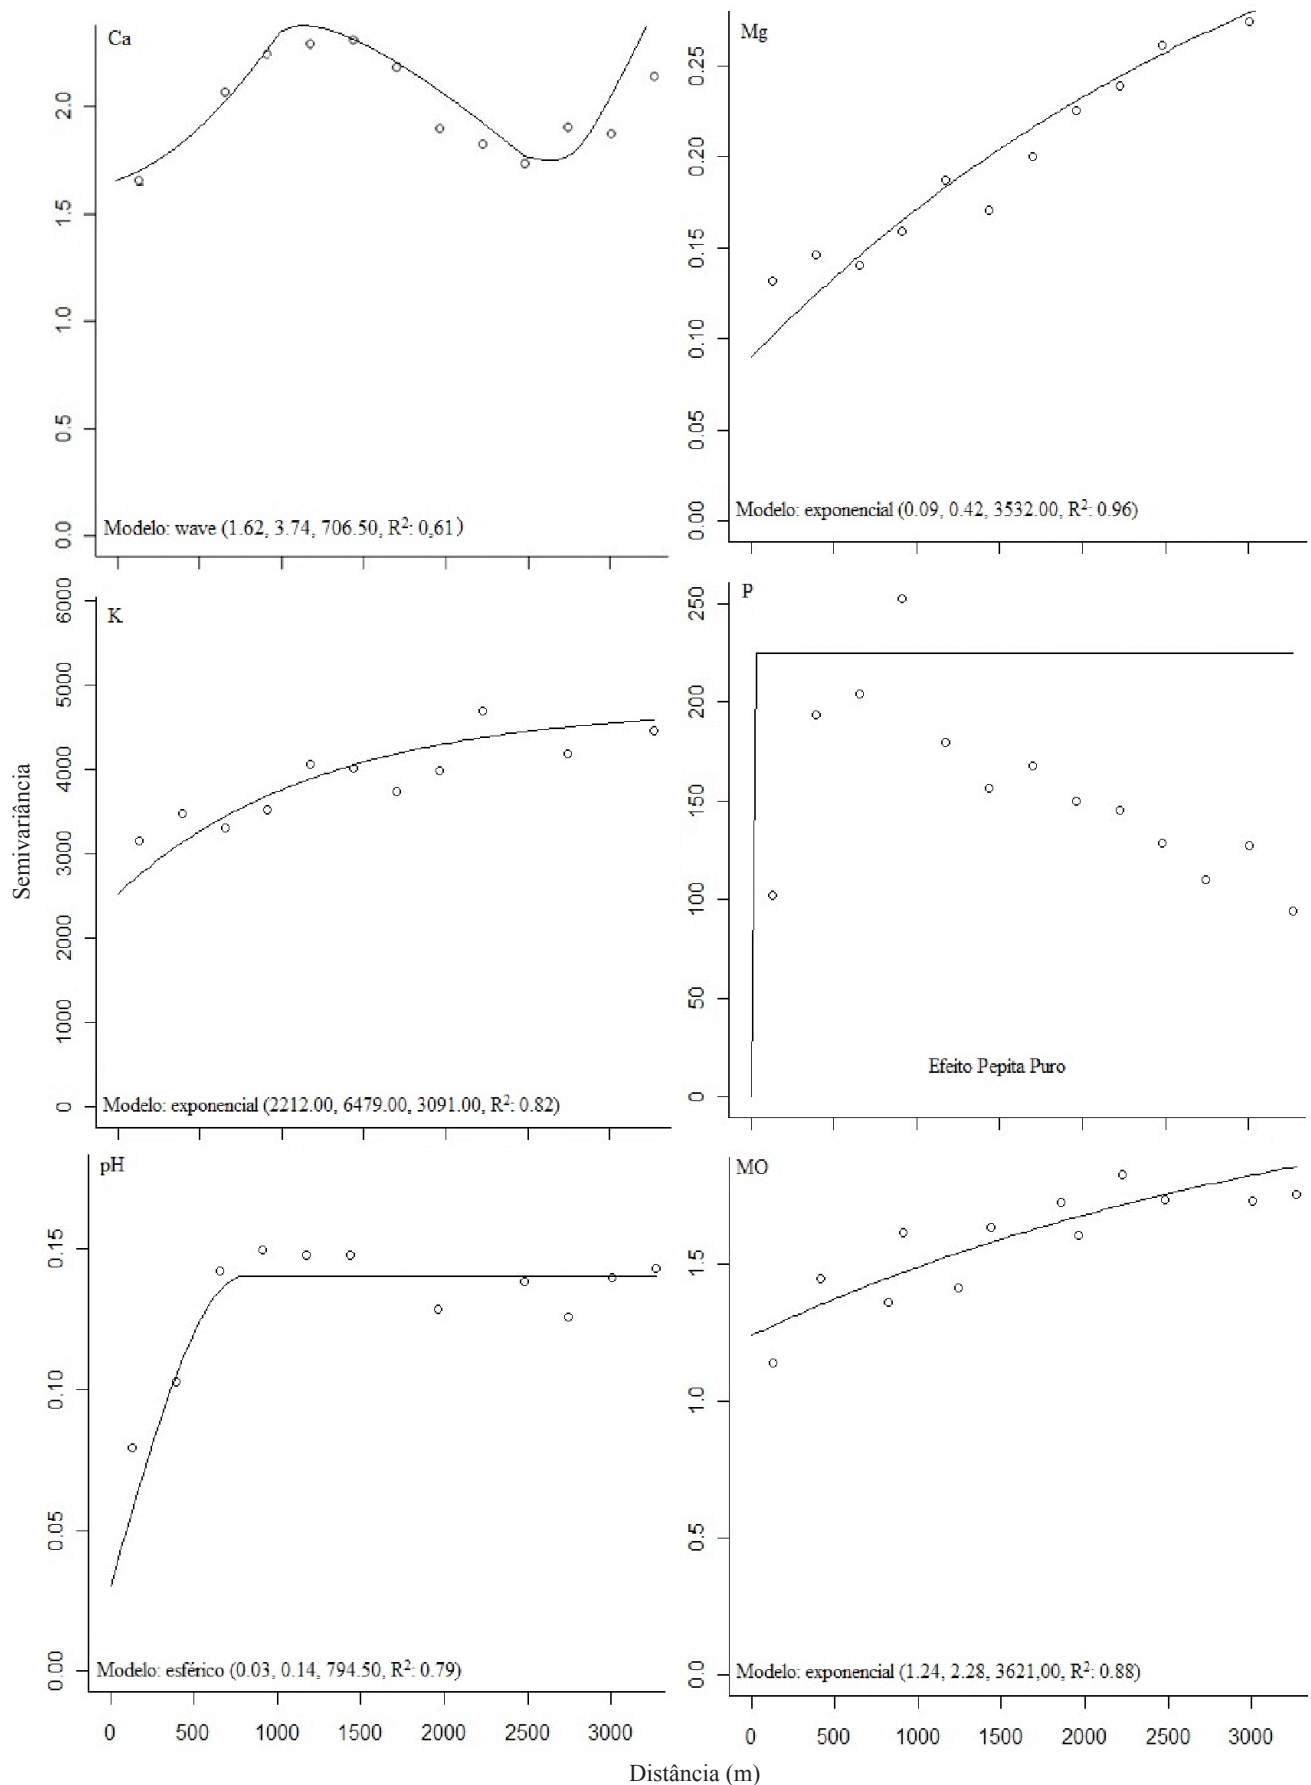 Ca
2.0
1.5
1.0
0.5
0.0
Modelo: wave (1.62, 3.74, 706.50, R²: 0,61)
Mg
0.25
0.20
0.15
0.10
0.05
0.00
Modelo: exponencial (0.09, 0.42, 3532.00, R²: 0.96)
Semivariância
K
6000
5000
4000
3000
2000
1000
0
Modelo: exponencial (2212.00, 6479.00, 3091.00, R²: 0.82)
P
250
200
150
100
50
0
Efeito Pepita Puro
pH
0.15
0.10
0.05
0.00
Modelo: esférico (0.03, 0.14, 794.50, R²: 0.79)
0 500 1000 1500 2000 2500 3000
MO
1.5
1.0
0.5
0.0
Modelo: exponencial (1.24, 2.28, 3621,00, R²: 0.88)
0 500 1000 1500 2000 2500 3000
Distância (m)